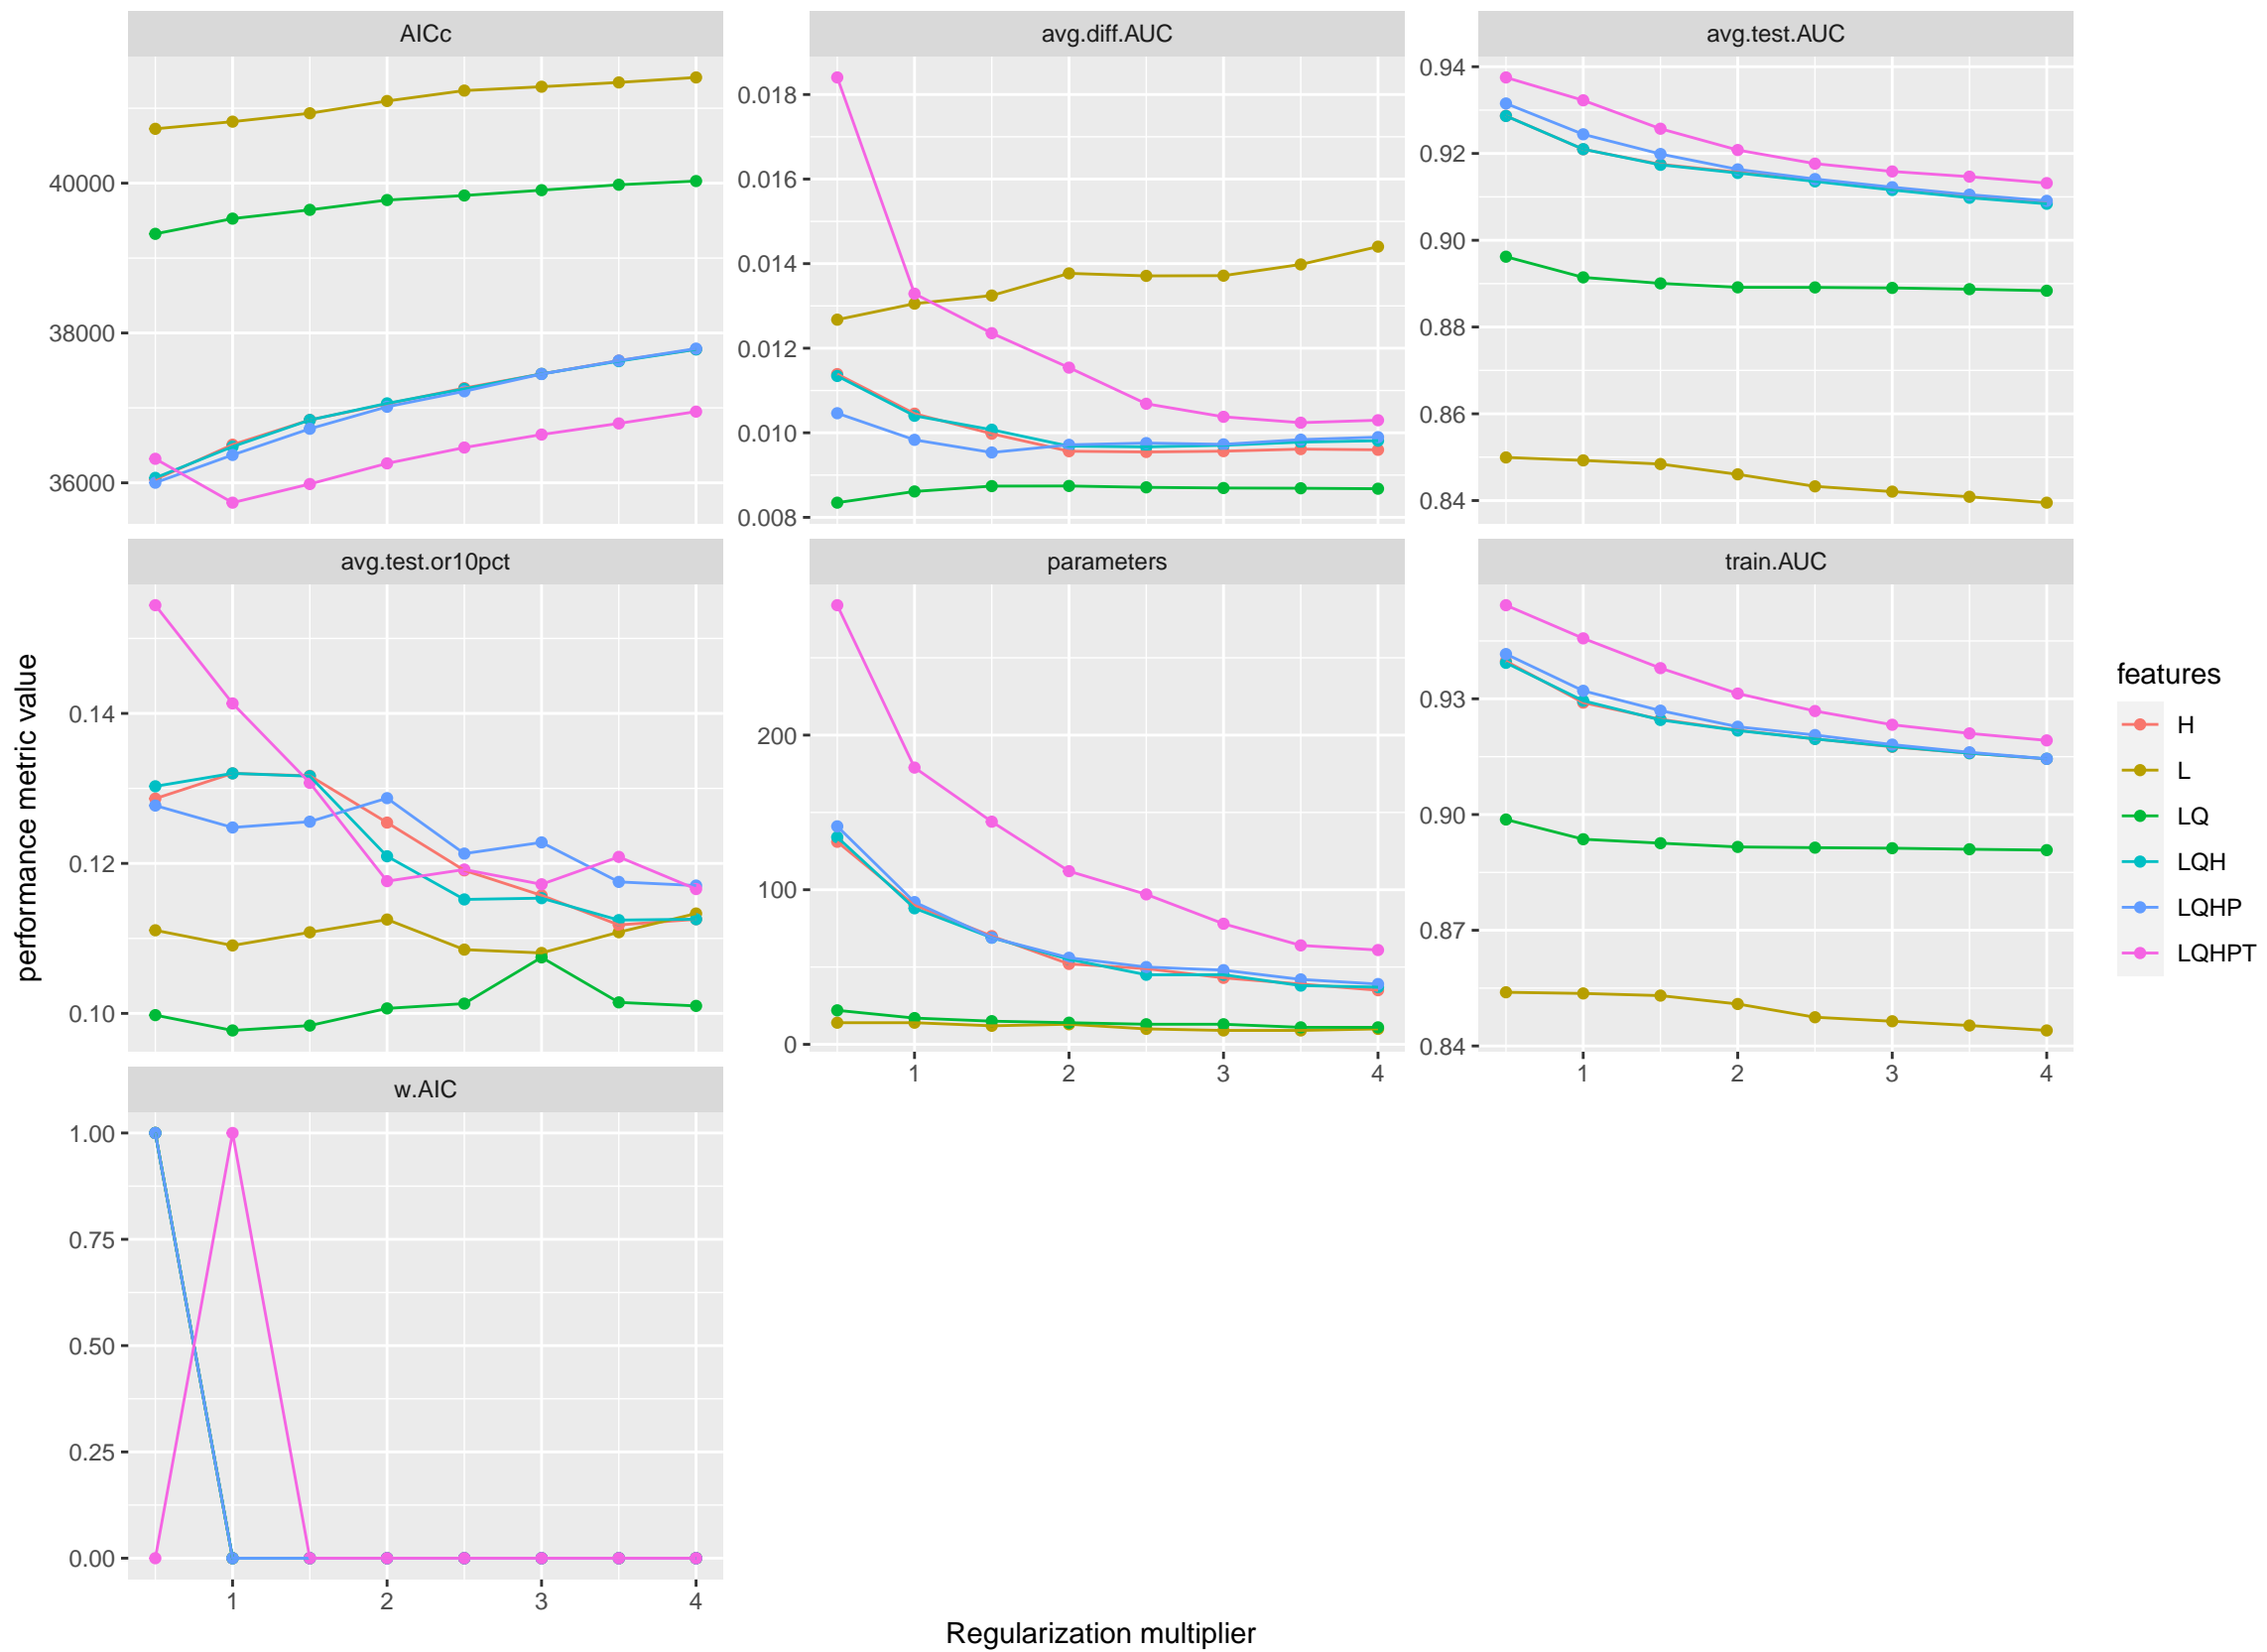 AICc
avg.diff.AUC
avg.test.AUC
40000
38000
36000
0.018
0.016
0.014
0.012
0.010
0.008
0.94
0.92
0.90
0.88
0.86
0.84
avg.test.or10pct
parameters
train.AUC
0.14
0.12
0.10
200
100
0
0.93
0.90
0.87
0.84
1 2 3 4
1 2 3 4
w.AIC
1.00
0.75
0.50
0.25
0.00
1 2 3 4
performance metric value
Regularization multiplier
features
H
L
LQ
LQH
LQHP
LQHPT